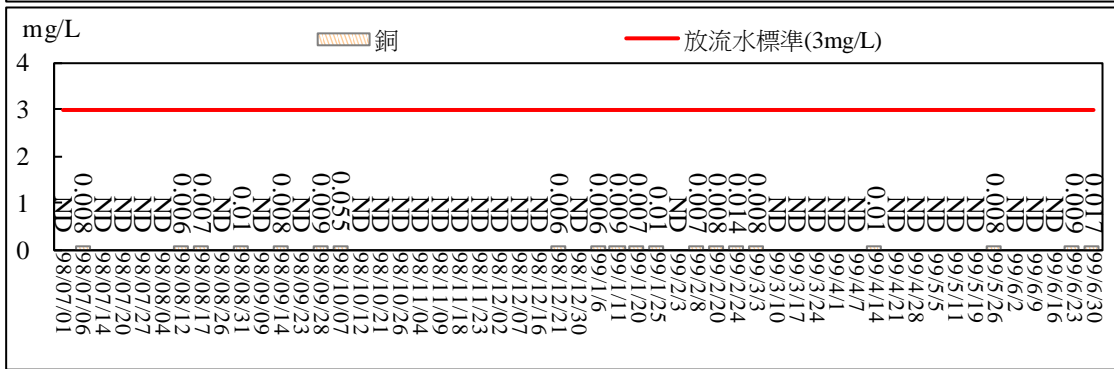 mg/L
銅
放流水標準(3mg/L)
4
3
2
1
0
ND
0.008
ND
ND
ND
ND
0.006
0.007
ND
0.01
ND
0.008
ND
0.009
0.055
ND
ND
ND
ND
ND
ND
ND
ND
ND
ND
0.006
ND
0.006
0.009
0.007
0.01
ND
0.007
0.008
0.014
0.008
ND
ND
ND
ND
ND
0.01
ND
ND
ND
ND
ND
0.008
ND
ND
ND
0.009
0.017
98/07/01
98/07/06
98/07/14
98/07/20
98/07/27
98/08/04
98/08/12
98/08/17
98/08/26
98/08/31
98/09/09
98/09/14
98/09/23
98/09/28
98/10/07
98/10/12
98/10/21
98/10/26
98/11/04
98/11/09
98/11/18
98/11/23
98/12/02
98/12/07
98/12/16
98/12/21
98/12/30
99/1/6
99/1/11
99/1/20
99/1/25
99/2/3
99/2/8
99/2/20
99/2/24
99/3/3
99/3/10
99/3/17
99/3/24
99/4/1
99/4/7
99/4/14
99/4/21
99/4/28
99/5/5
99/5/11
99/5/19
99/5/26
99/6/2
99/6/9
99/6/16
99/6/23
99/6/30